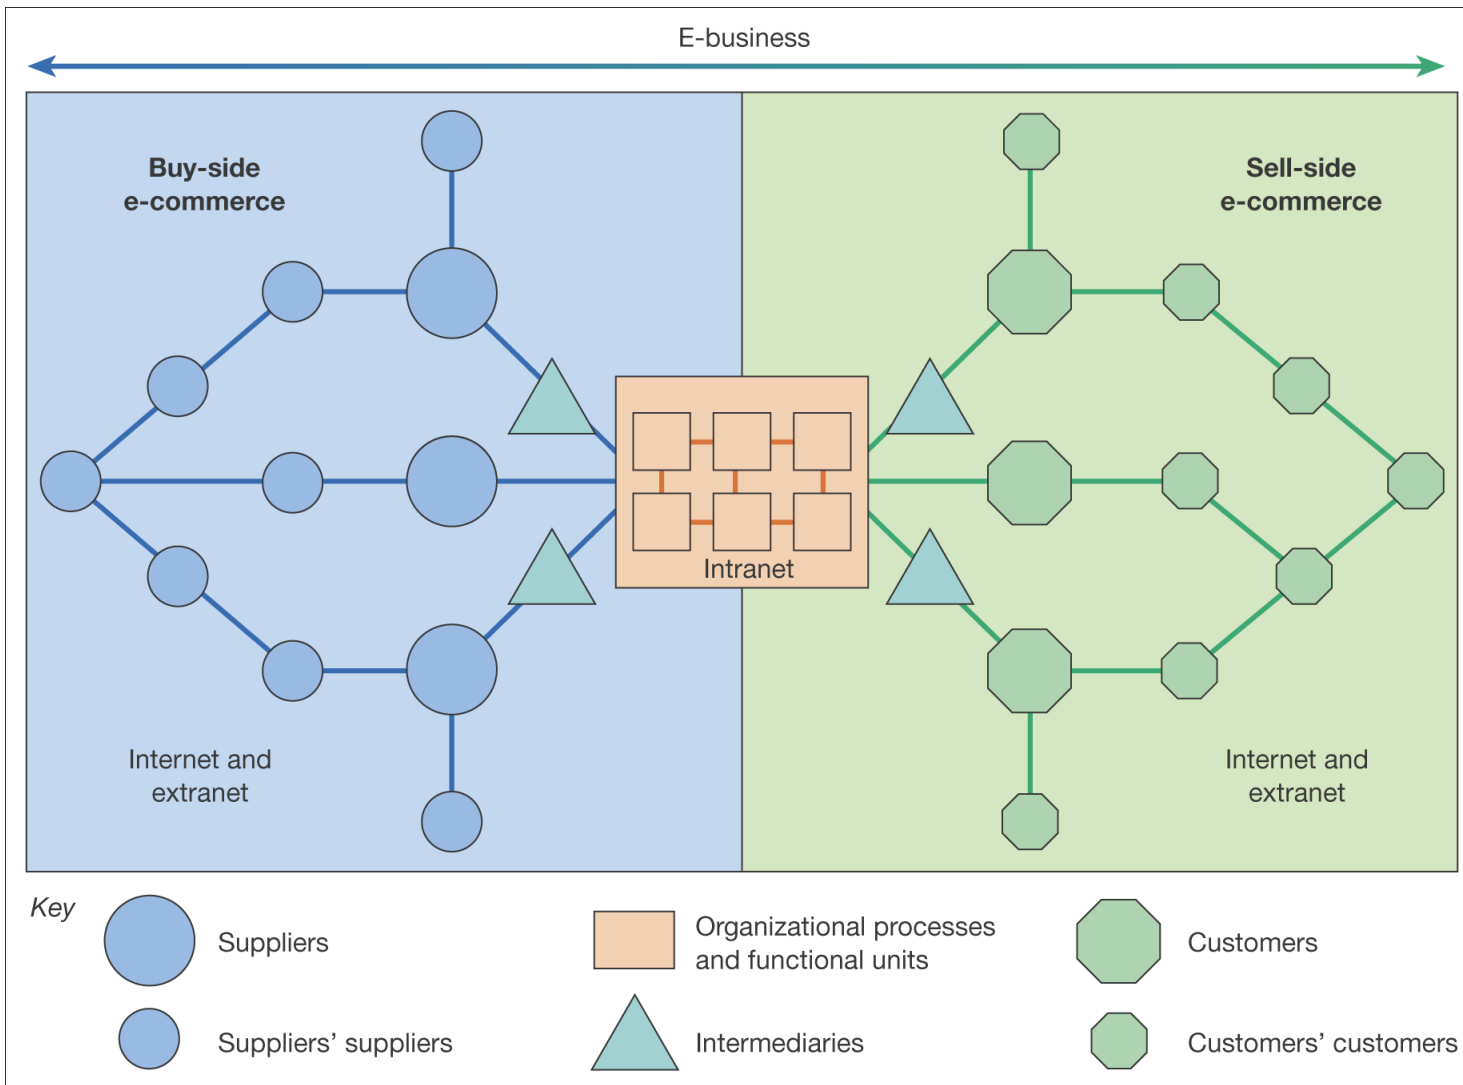 E-business
Buy-side
e-commerce
Sell-side
e-commerce
Intranet
Internet and
extranet
Internet and
extranet
Key
Suppliers
Organizational processes
and functional units
Customers
Suppliers’ suppliers
Intermediaries
Customers’ customers